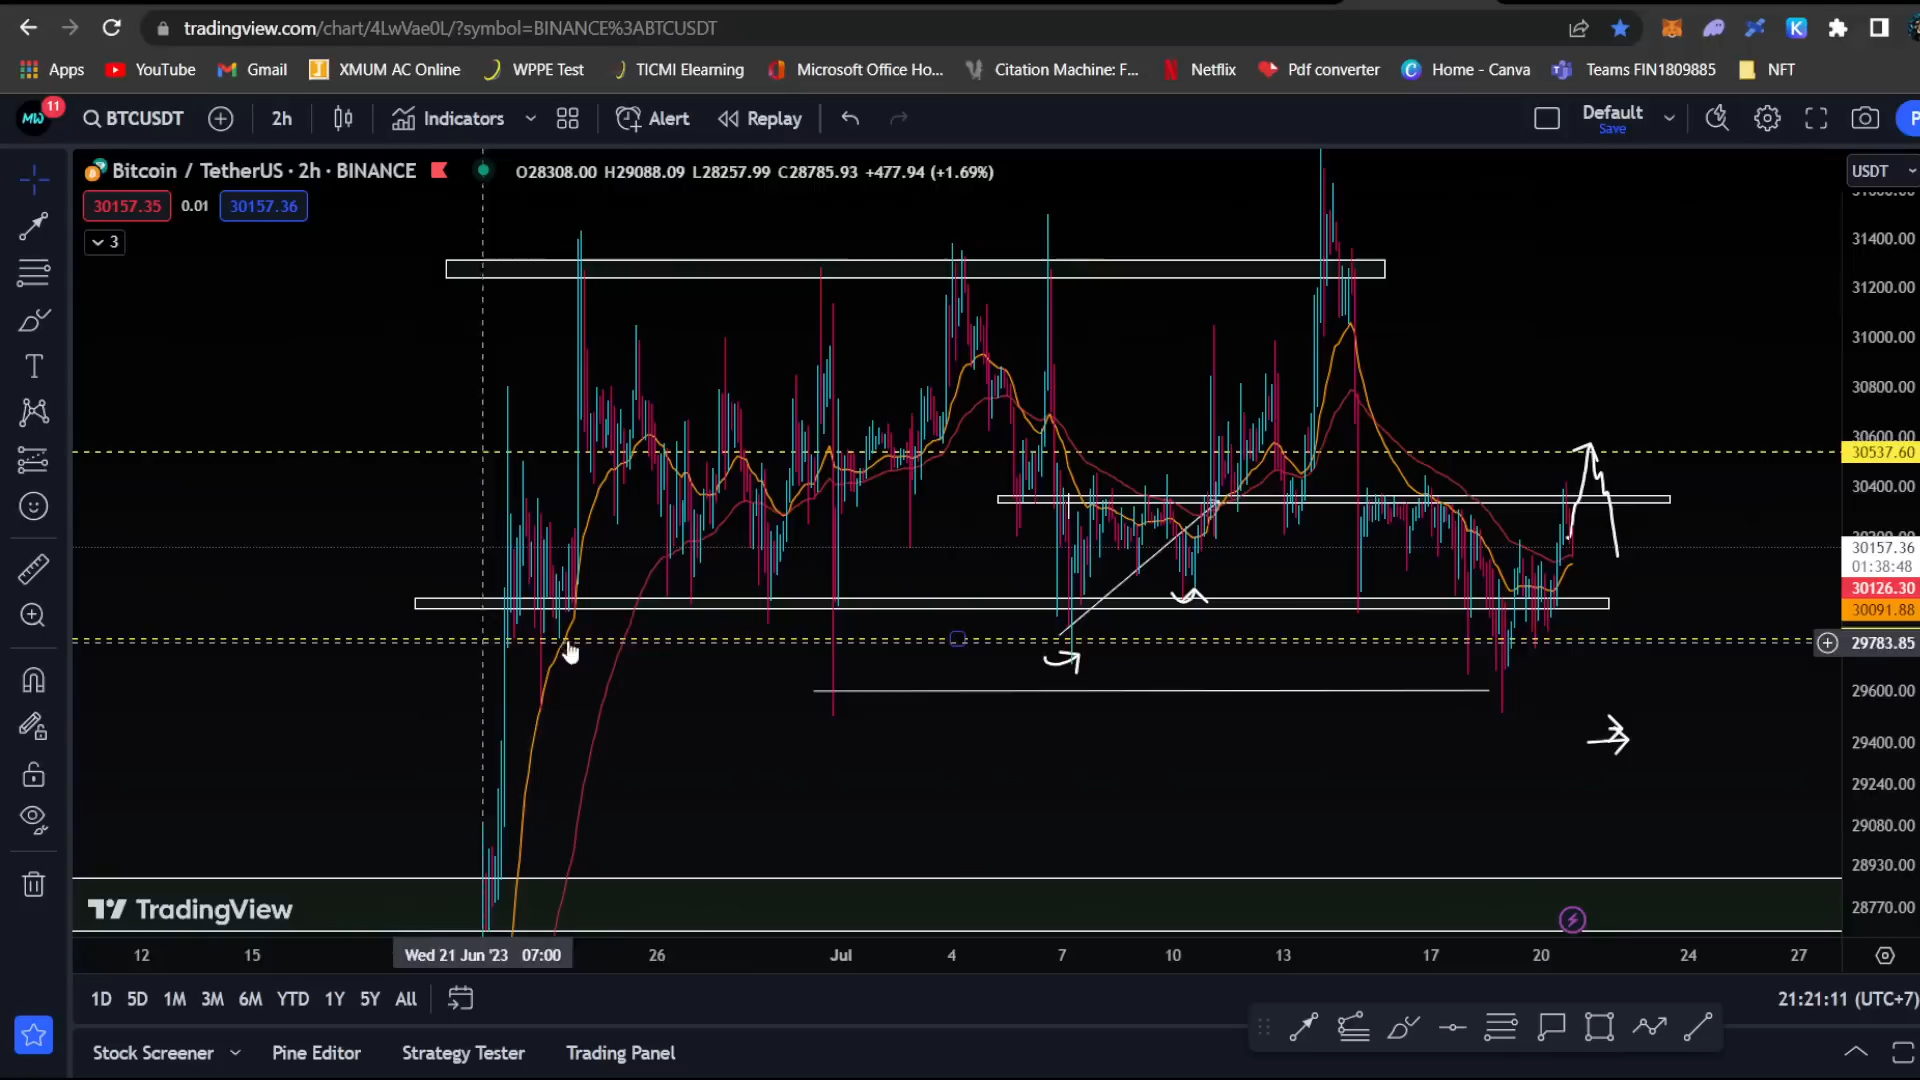 tradingview.com/chart/4LwVae0L/?symbol=BINANCE%3ABTCUSDT
Apps YouTube Gmail XMUM AC Online WPPE Test TICMI Elearning Microsoft Office Ho... Citation Machine: F... Netflix Pdf converter Home - Canva Teams FIN1809885 NFT
MW 11 BTCUSDT 2h Indicators Alert Replay Default
Save
P
Bitcoin / TetherUS · 2h · BINANCE O28308.00 H29088.09 L28257.99 C28785.93 +477.94 (+1.69%) USDT
30157.35 0.01 30157.36
3
31400.00
31200.00
31000.00
30800.00
30600.00
30537.60
30400.00
30157.36
01:38:48
30126.30
30091.88
29783.85
29600.00
29400.00
29240.00
29080.00
28930.00
28770.00
TradingView
12 15 Wed 21 Jun '23 07:00 26 Jul 4 7 10 13 17 20 24 27
1D 5D 1M 3M 6M YTD 1Y 5Y All 21:21:11 (UTC+7)
Stock Screener Pine Editor Strategy Tester Trading Panel